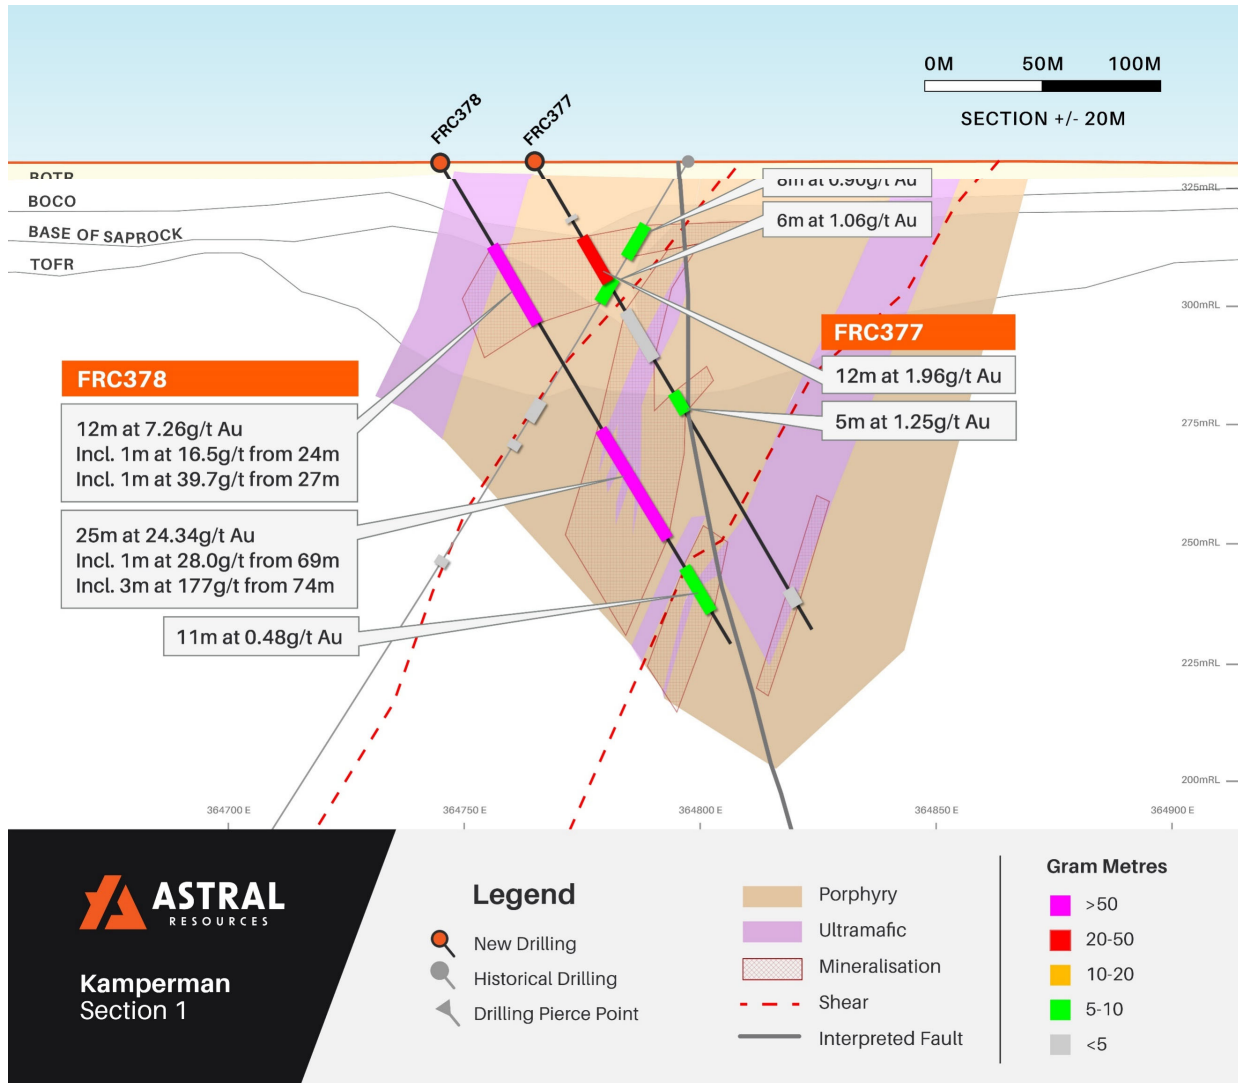 0M 50M 100M
SECTION +/- 20M
FRC378
FRC377
BOCO
BASE OF SAPROCK
TOFR
325mRL
300mRL
275mRL
250mRL
225mRL
200mRL
8m at 0.90g/t Au
6m at 1.06g/t Au
FRC377
12m at 1.96g/t Au
5m at 1.25g/t Au
FRC378
12m at 7.26g/t Au
Incl. 1m at 16.5g/t from 24m
Incl. 1m at 39.7g/t from 27m
25m at 24.34g/t Au
Incl. 1m at 28.0g/t from 69m
Incl. 3m at 177g/t from 74m
11m at 0.48g/t Au
364700 E
364750 E
364800 E
364850 E
364900 E
ASTRAL
RESOURCES
Kamperman
Section 1
Legend
New Drilling
Historical Drilling
Drilling Pierce Point
Porphyry
Ultramafic
Mineralisation
Shear
Interpreted Fault
Gram Metres
>50
20-50
10-20
5-10
<5